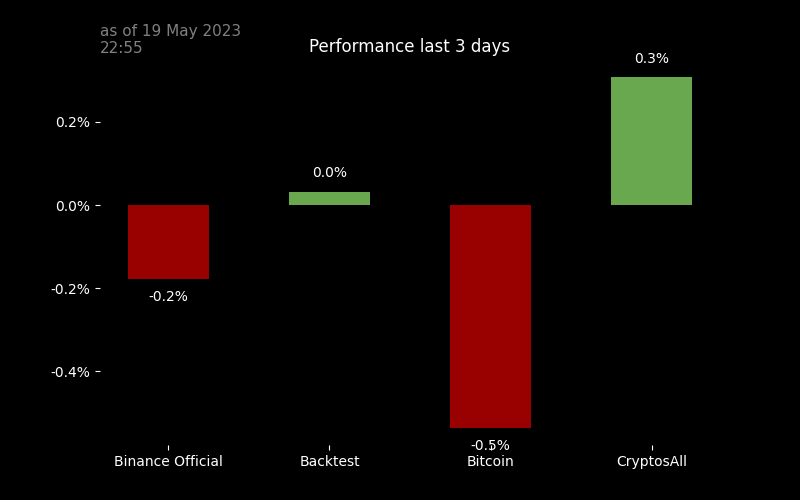 as of 19 May 2023
22:55
Performance last 3 days
0.3%
0.2%
0.0%
0.0%
-0.2%
-0.2%
-0.4%
-0.5%
Binance Official
Backtest
Bitcoin
CryptosAll